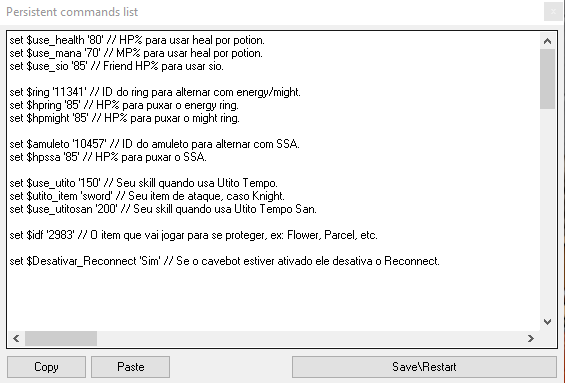 Persistent commands list
x
set $use_health '80' // HP% para usar heal por potion.
set $use_mana '70' // MP% para usar heal por potion.
set $use_sio '85' // Friend HP% para usar sio.
set $ring '11341' // ID do ring para alternar com energy/might.
set $hpring '85' // HP% para puxar o energy ring.
set $hpmight '85' // HP% para puxar o might ring.
set $amuleto '10457' // ID do amuleto para alternar com SSA.
set $hpssa '85' // HP% para puxar o SSA.
set $use_utito '150' // Seu skill quando usa Utito Tempo.
set $utito_item 'sword' // Seu item de ataque, caso Knight.
set $use_utitosan '200' // Seu skill quando usa Utito Tempo San.
set $idf '2983' // O item que vai jogar para se proteger, ex: Flower, Parcel, etc.
set $Desativar_Reconnect 'Sim' // Se o cavebot estiver ativado ele desativa o Reconnect.
Copy
Paste
Save\Restart